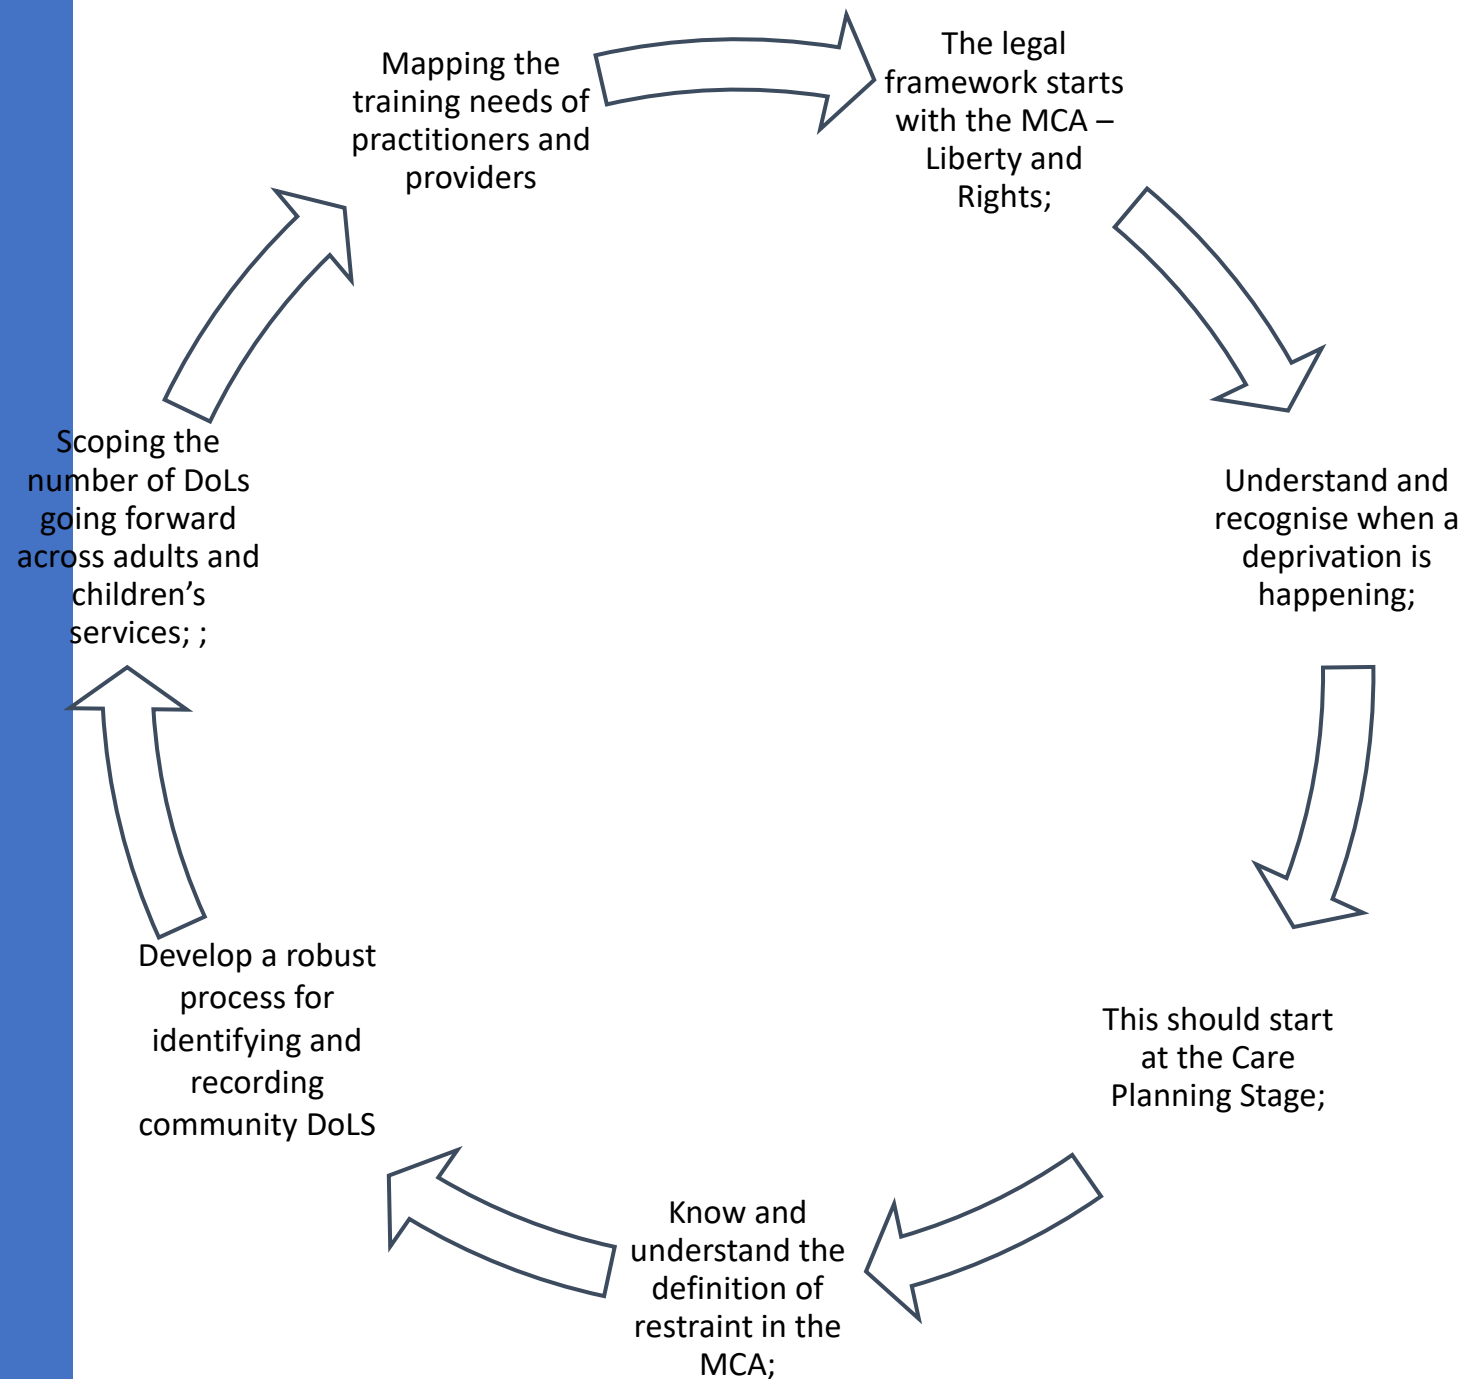 Mapping the
training needs of
practitioners and
providers
The legal
framework starts
with the MCA –
Liberty and
Rights;
Understand and
recognise when a
deprivation is
happening;
This should start
at the Care
Planning Stage;
Know and
understand the
definition of
restraint in the
MCA;
Develop a robust
process for
identifying and
recording
community DoLS
Scoping the
number of DoLs
going forward
across adults and
children’s
services; ;